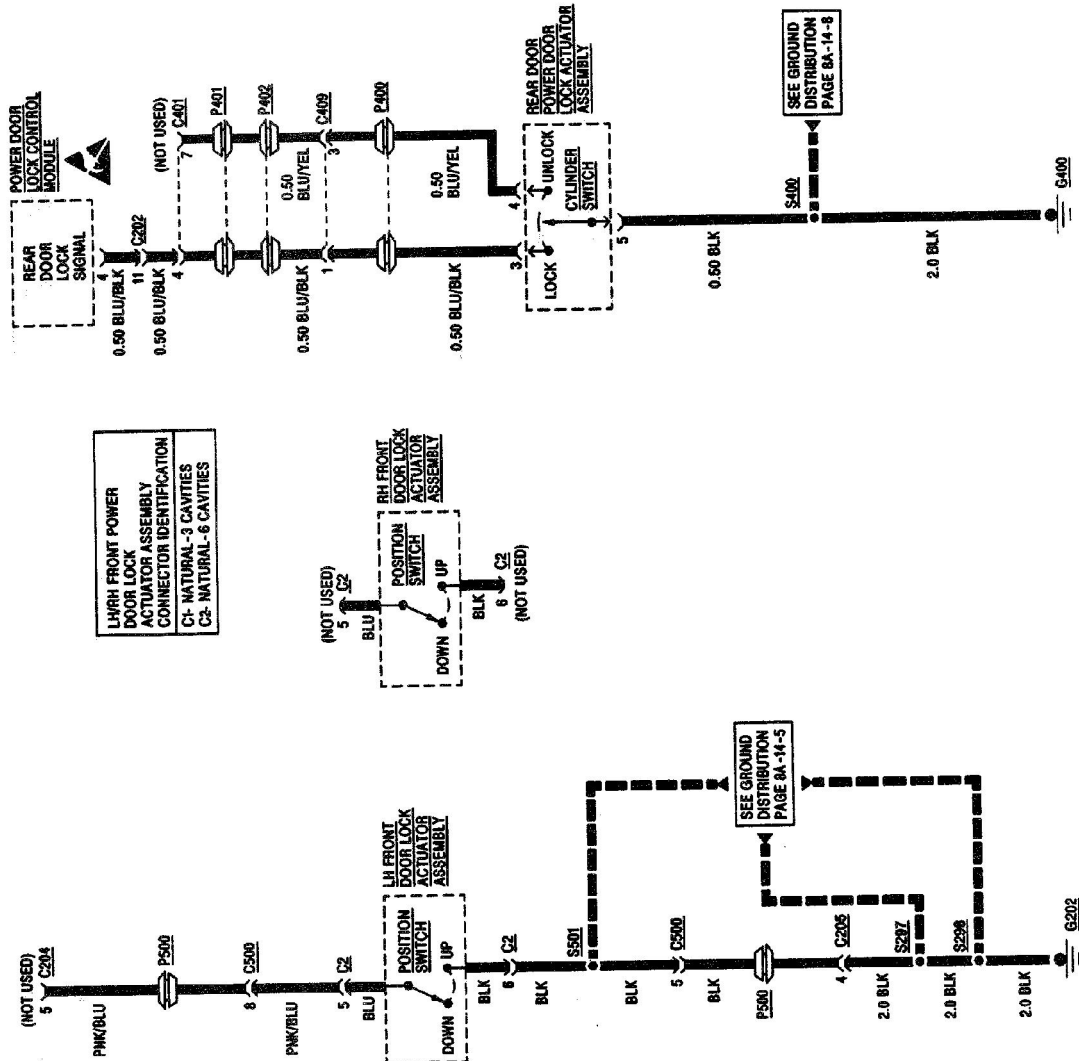 POWER DOOR
LOCK CONTROL
MODULE
REAR
DOOR
LOCK
SIGNAL
4
0.50 BLU/BLK
11
C202
0.50 BLU/BLK
4
(NOT USED)
7
C401
P401
P402
0.50
BLU/YEL
0.50 BLU/BLK
1
3
C409
P400
0.50 BLU/BLK
0.50
BLU/YEL
3
4
REAR DOOR
POWER DOOR
LOCK ACTUATOR
ASSEMBLY
LOCK
UNLOCK
CYLINDER
SWITCH
5
0.50 BLK
S400
SEE GROUND
DISTRIBUTION
PAGE 8A-14-8
2.0 BLK
G400
LH/RH FRONT POWER
DOOR LOCK
ACTUATOR ASSEMBLY
CONNECTOR IDENTIFICATION
C1- NATURAL-3 CAVITIES
C2- NATURAL-6 CAVITIES
(NOT USED)
5
C2
BLU
RH FRONT
DOOR LOCK
ACTUATOR
ASSEMBLY
POSITION
SWITCH
DOWN
UP
BLK
6
C2
(NOT USED)
(NOT USED)
5
C204
PNK/BLU
P500
8
C500
PNK/BLU
5
C2
BLU
LH FRONT
DOOR LOCK
ACTUATOR
ASSEMBLY
POSITION
SWITCH
DOWN
UP
BLK
6
C2
BLK
S501
BLK
5
C500
BLK
P500
SEE GROUND
DISTRIBUTION
PAGE 8A-14-5
4
C205
2.0 BLK
S297
2.0 BLK
S298
2.0 BLK
G202